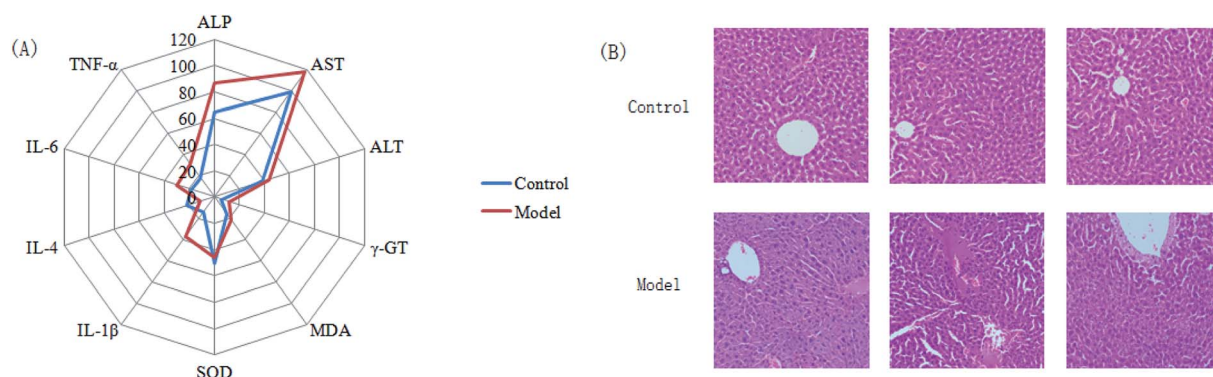 (A)
ALP
120
100
80
60
40
20
0
AST
ALT
γ-GT
MDA
SOD
IL-1β
IL-4
IL-6
TNF-α
Control
Model
(B)
Control
Model